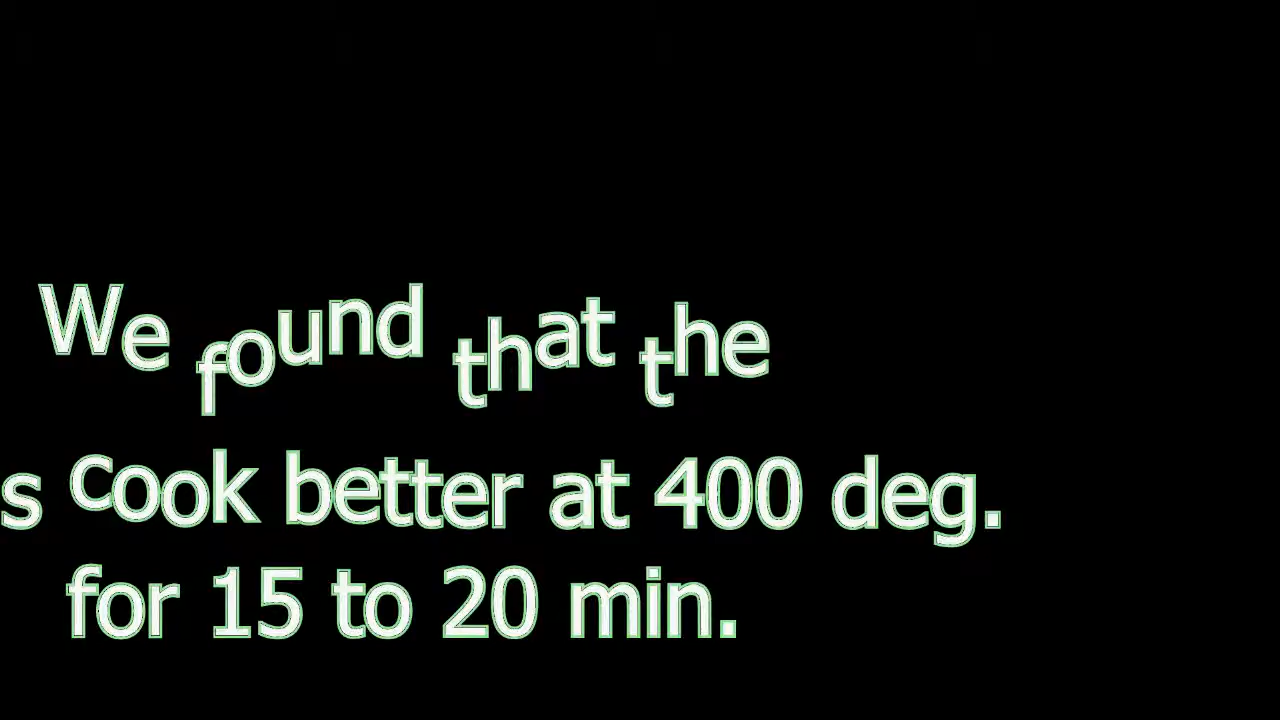 We found that the
s cook better at 400 deg.
for 15 to 20 min.